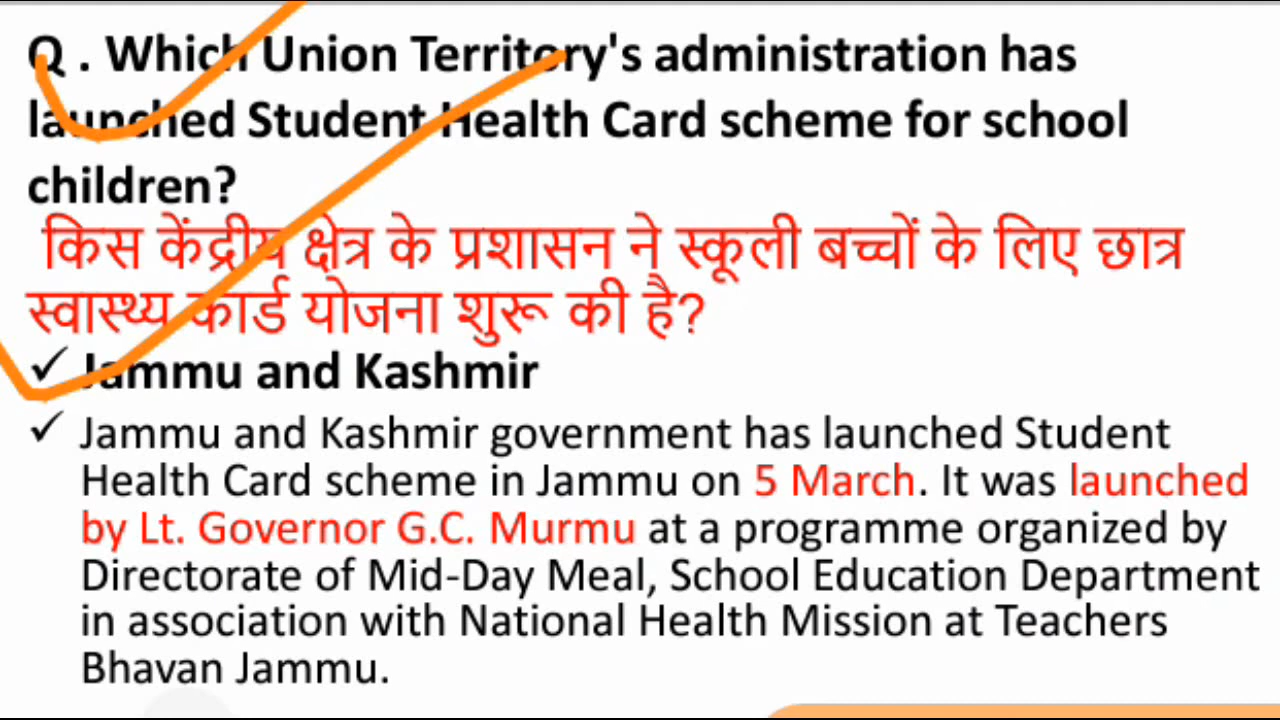 Q . Which Union Territory's administration has
launched Student Health Card scheme for school
children?
किस केंद्रीय क्षेत्र के प्रशासन ने स्कूली बच्चों के लिए छात्र
स्वास्थ्य कार्ड योजना शुरू की है?
✓ Jammu and Kashmir
✓ Jammu and Kashmir government has launched Student
Health Card scheme in Jammu on 5 March. It was launched
by Lt. Governor G.C. Murmu at a programme organized by
Directorate of Mid-Day Meal, School Education Department
in association with National Health Mission at Teachers
Bhavan Jammu.